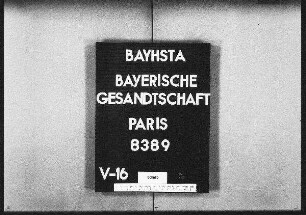 BAYHSTA
BAYERISCHE
GESANDTSCHAFT
PARIS
8389
V-16